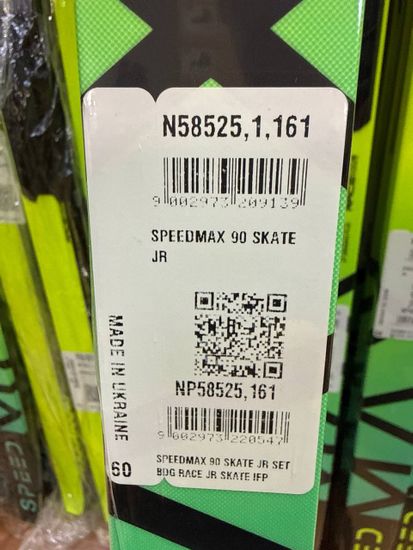 N58525,1,161
9 002973 209139
SPEEDMAX 90 SKATE
JR
NP58525,161
9 002973 220547
SPEEDMAX 90 SKATE JR SET
BDG RACE JR SKATE IFP
MADE IN UKRAINE
60
SPEED